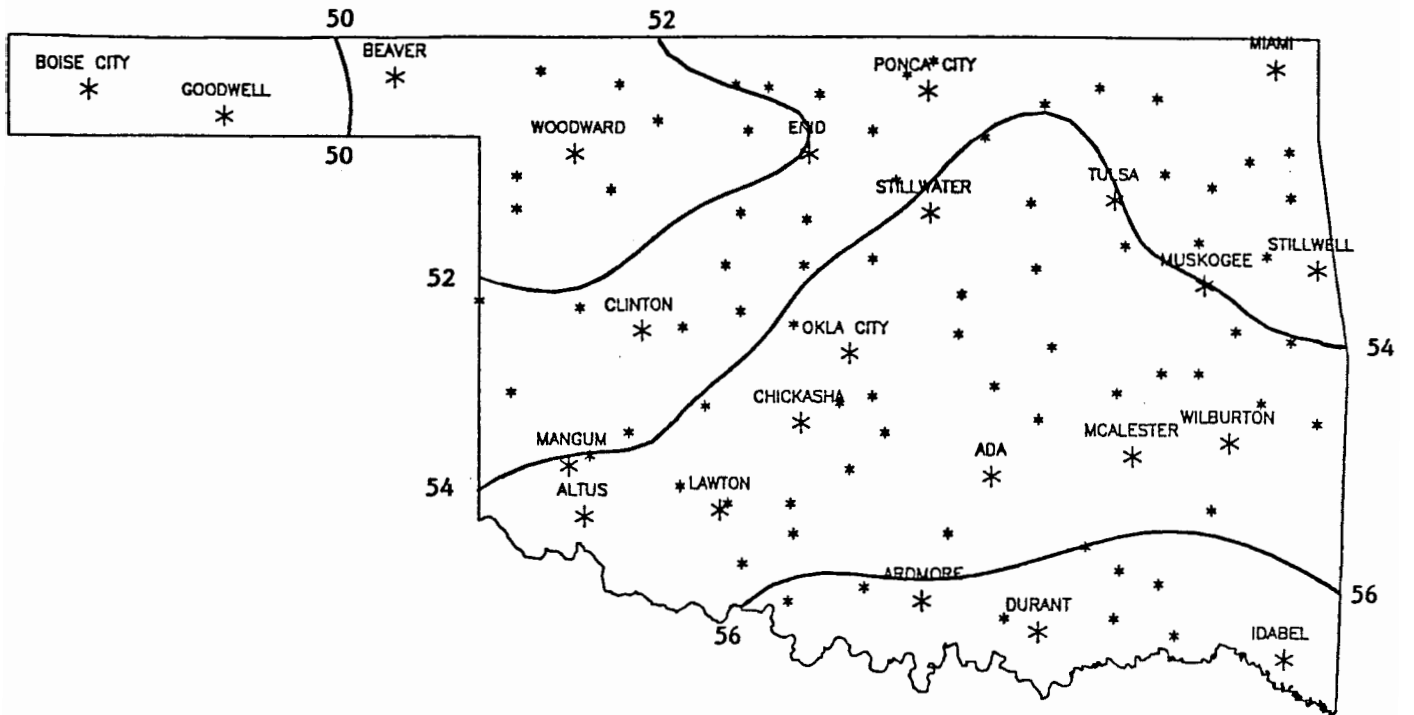 50
52
BOISE CITY
GOODWELL
BEAVER
PONCA CITY
MIAMI
50
WOODWARD
ENID
STILLWATER
TULSA
52
CLINTON
MUSKOGEE
STILLWELL
OKLA CITY
54
CHICKASHA
MANGUM
ADA
MCALESTER
WILBURTON
54
ALTUS
LAWTON
ARDMORE
56
56
DURANT
IDABEL